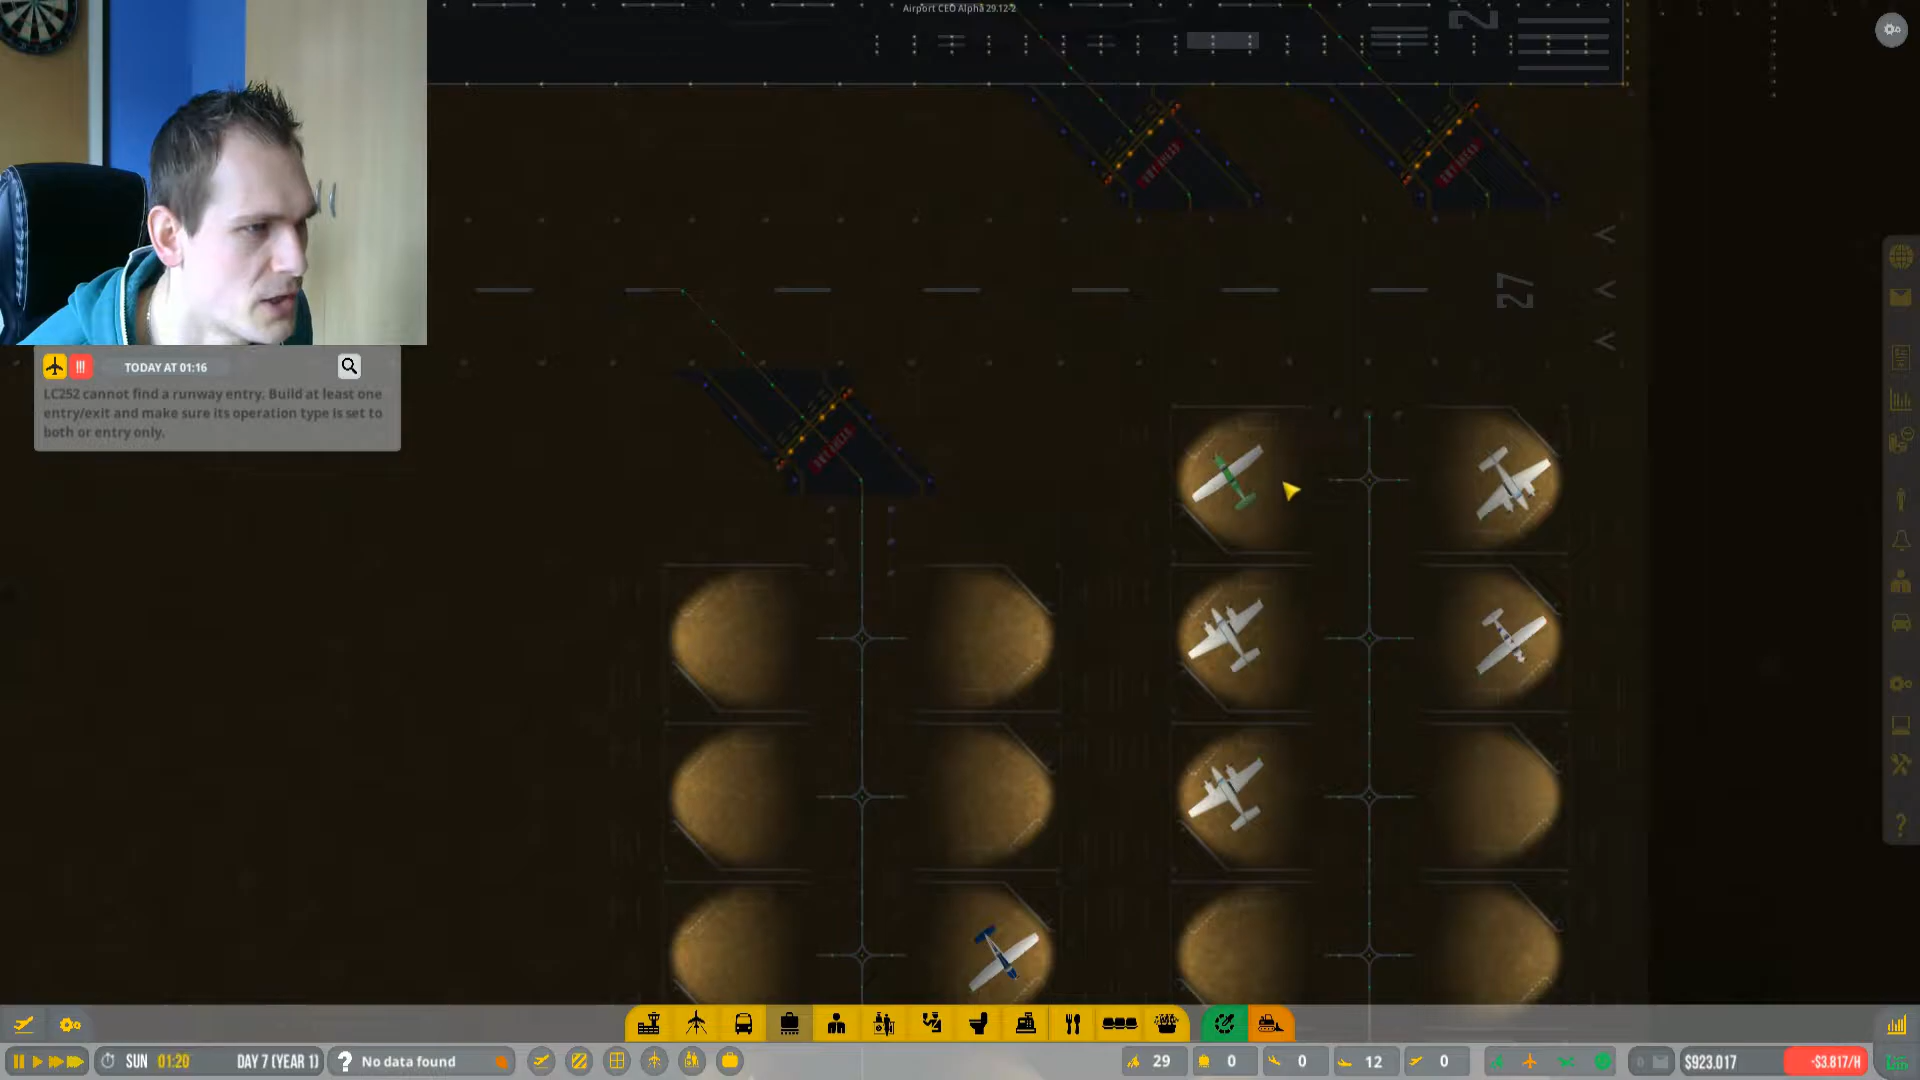 Airport CEO Alpha 29.12-2
2
27
TODAY AT 01:16
LC252 cannot find a runway entry. Build at least one
entry/exit and make sure its operation type is set to
both or entry only.
SUN 01:20 DAY 7 (YEAR 1) ? No data found
29 0 0 12 0 0 $923.017 -$3.817/H